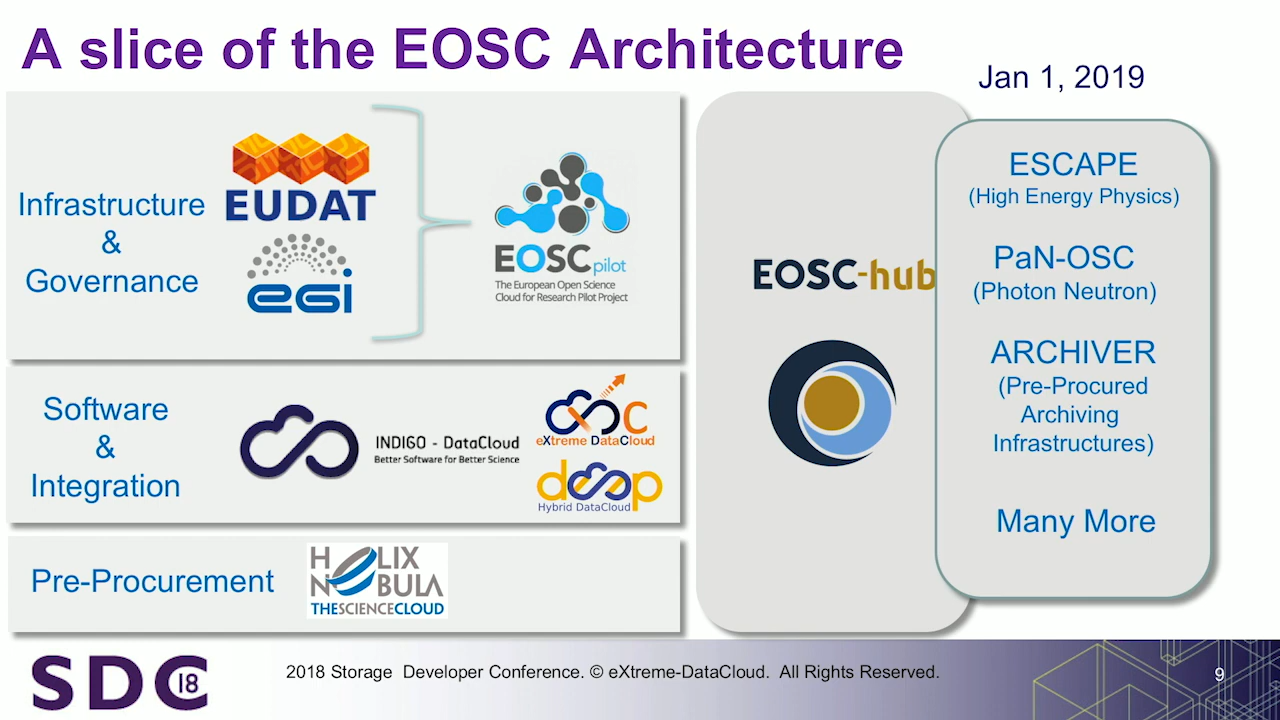 A slice of the EOSC Architecture
Jan 1, 2019
Infrastructure
&
Governance
EUDAT
egi
EOSCpilot
The European Open Science
Cloud for Research Pilot Project
Software
&
Integration
INDIGO - DataCloud
Better Software for Better Science
XDC
eXtreme DataCloud
deep
Hybrid DataCloud
Pre-Procurement
HELIX
NEBULA
THESCIENCECLOUD
EOSC-hub
ESCAPE
(High Energy Physics)
PaN-OSC
(Photon Neutron)
ARCHIVER
(Pre-Procured
Archiving
Infrastructures)
Many More
SDC 18
2018 Storage Developer Conference. © eXtreme-DataCloud. All Rights Reserved.
9